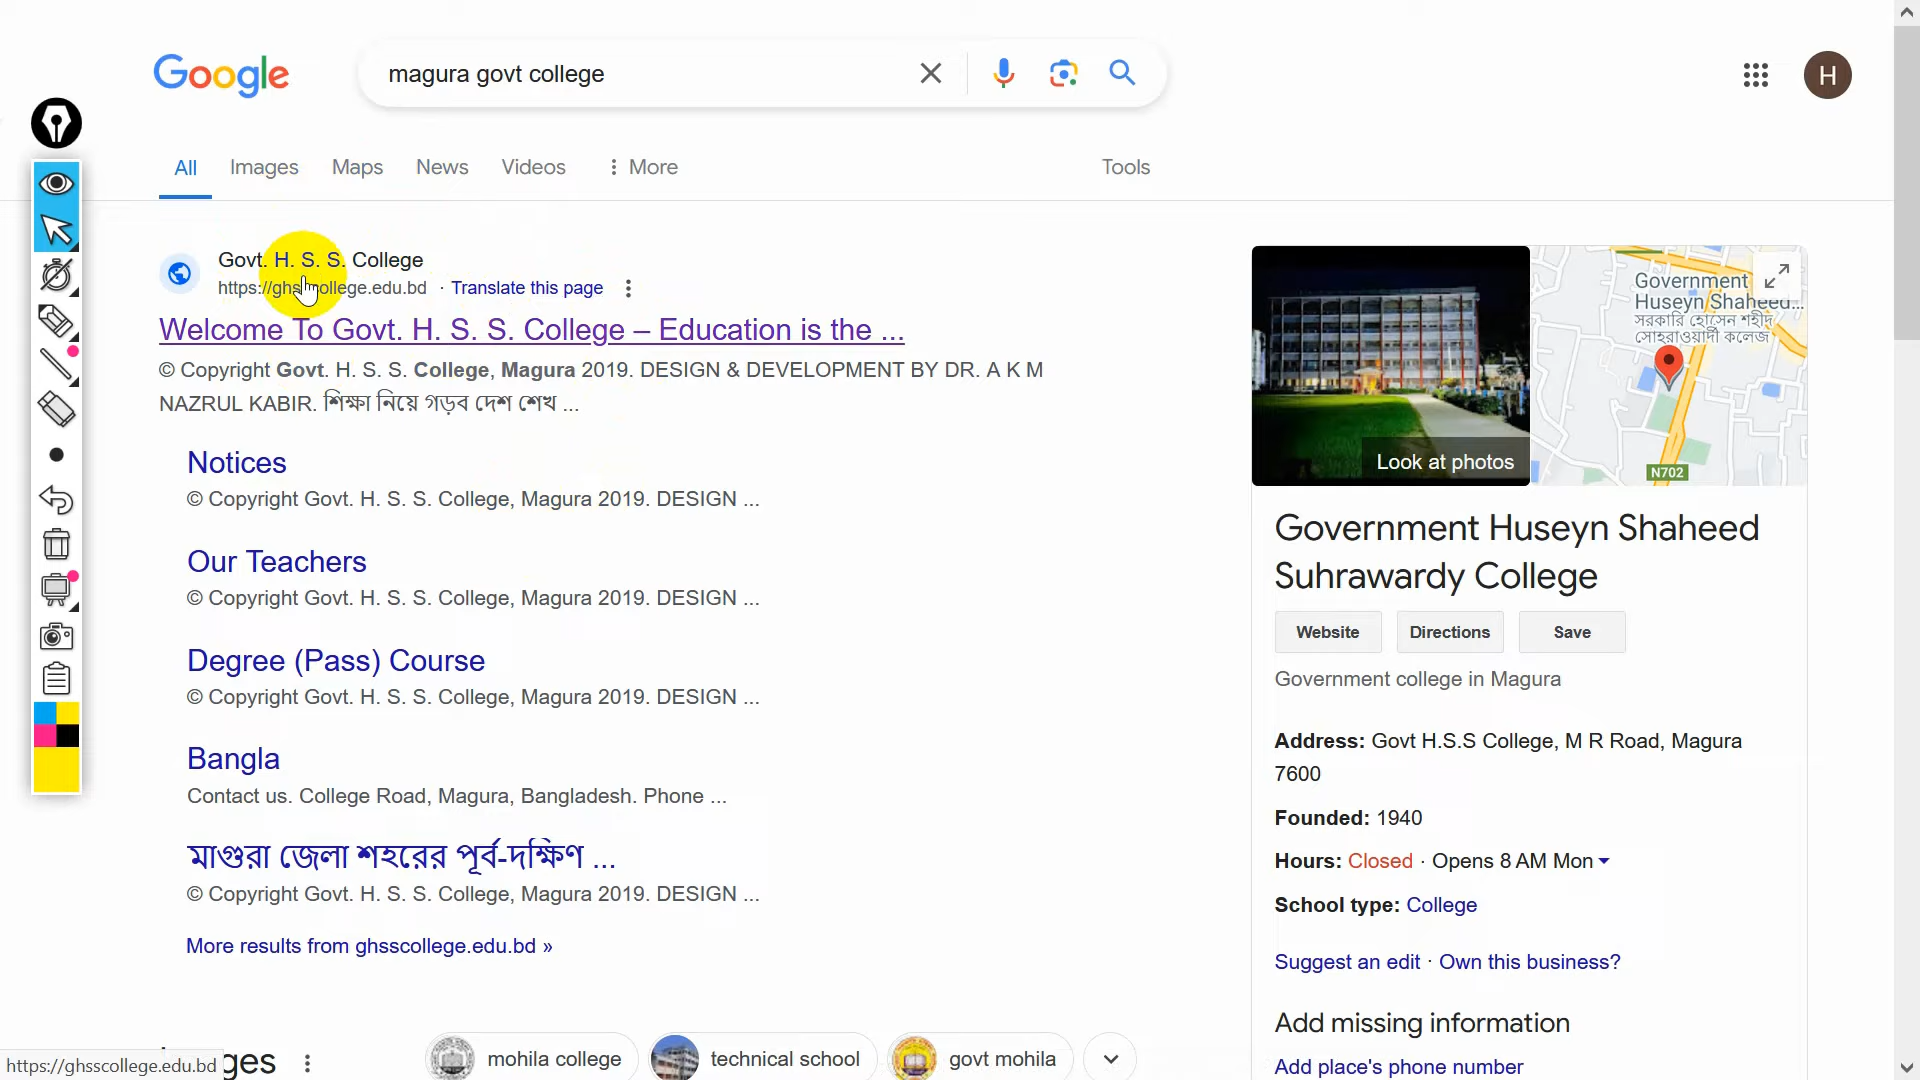 Google
magura govt college
H
All Images Maps News Videos More Tools
Govt. H. S. S. College
https://ghsscollege.edu.bd · Translate this page
Welcome To Govt. H. S. S. College – Education is the ...
© Copyright Govt. H. S. S. College, Magura 2019. DESIGN & DEVELOPMENT BY DR. A K M
NAZRUL KABIR. শিক্ষা নিয়ে গড়ব দেশ শেখ ...
Notices
© Copyright Govt. H. S. S. College, Magura 2019. DESIGN ...
Our Teachers
© Copyright Govt. H. S. S. College, Magura 2019. DESIGN ...
Degree (Pass) Course
© Copyright Govt. H. S. S. College, Magura 2019. DESIGN ...
Bangla
Contact us. College Road, Magura, Bangladesh. Phone ...
মাগুরা জেলা শহরের পূর্ব-দক্ষিণ ...
© Copyright Govt. H. S. S. College, Magura 2019. DESIGN ...
More results from ghsscollege.edu.bd »
mohila college
technical school
govt mohila
https://ghsscollege.edu.bd
Look at photos
Government
Huseyn Shaheed...
সরকারি হোসেন শহীদ
সোহরাওয়ার্দী কলেজ
N702
Government Huseyn Shaheed
Suhrawardy College
Website Directions Save
Government college in Magura
Address: Govt H.S.S College, M R Road, Magura
7600
Founded: 1940
Hours: Closed · Opens 8 AM Mon
School type: College
Suggest an edit · Own this business?
Add missing information
Add place's phone number